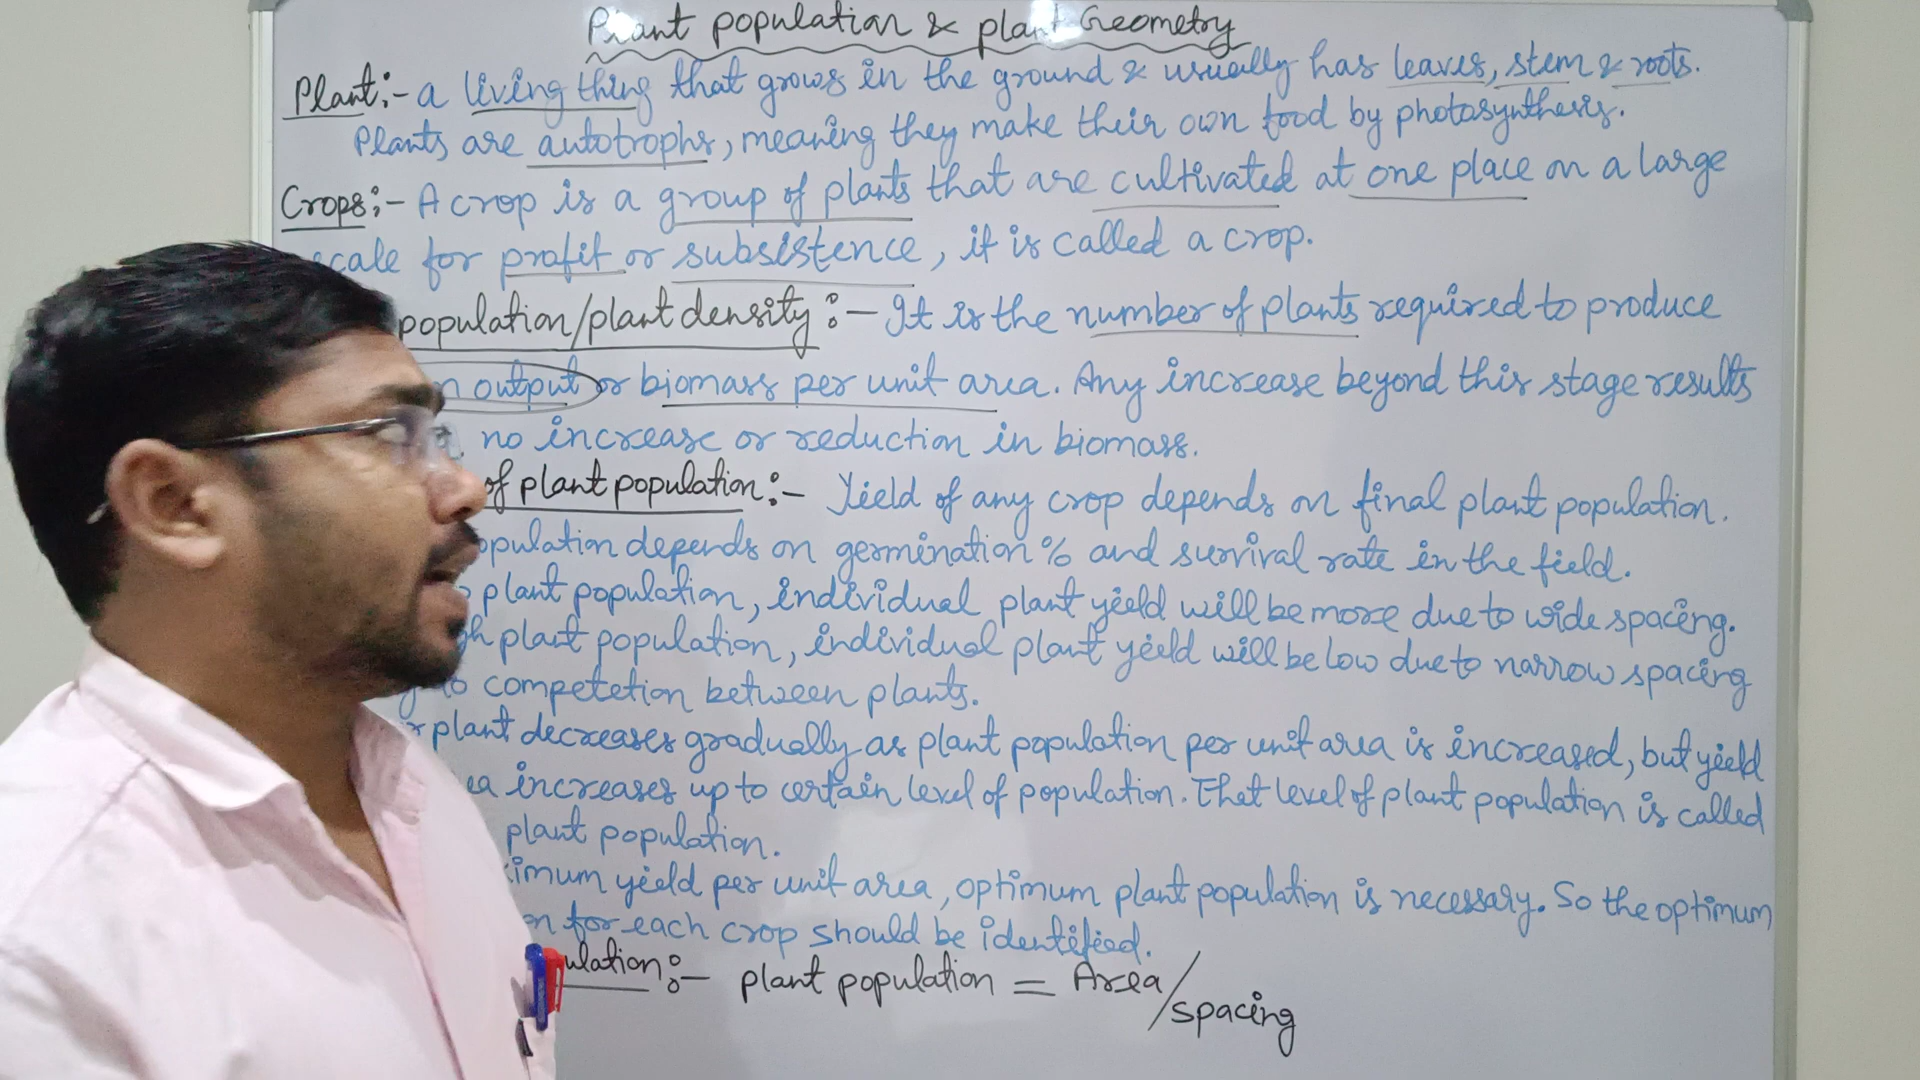 Plant population & plant Geometry
Plant:- a living thing that grows in the ground & usually has leaves, stem & roots.
Plants are autotrophs, meaning they make their own food by photosynthesis.
Crops:- A crop is a group of plants that are cultivated at one place on a large
scale for profit or subsistence, it is called a crop.
population/plant density:- It is the number of plants required to produce
output or biomass per unit area. Any increase beyond this stage results
no increase or reduction in biomass.
of plant population:- Yield of any crop depends on final plant population.
population depends on germination % and survival rate in the field.
plant population, individual plant yield will be more due to wide spacing.
plant population, individual plant yield will be low due to narrow spacing
to competetion between plants.
plant decreases gradually as plant population per unit area is increased, but yield
increases up to certain level of population. That level of plant population is called
plant population.
yield per unit area, optimum plant population is necessary. So the optimum
for each crop should be identified.
:- plant population = Area/
spacing